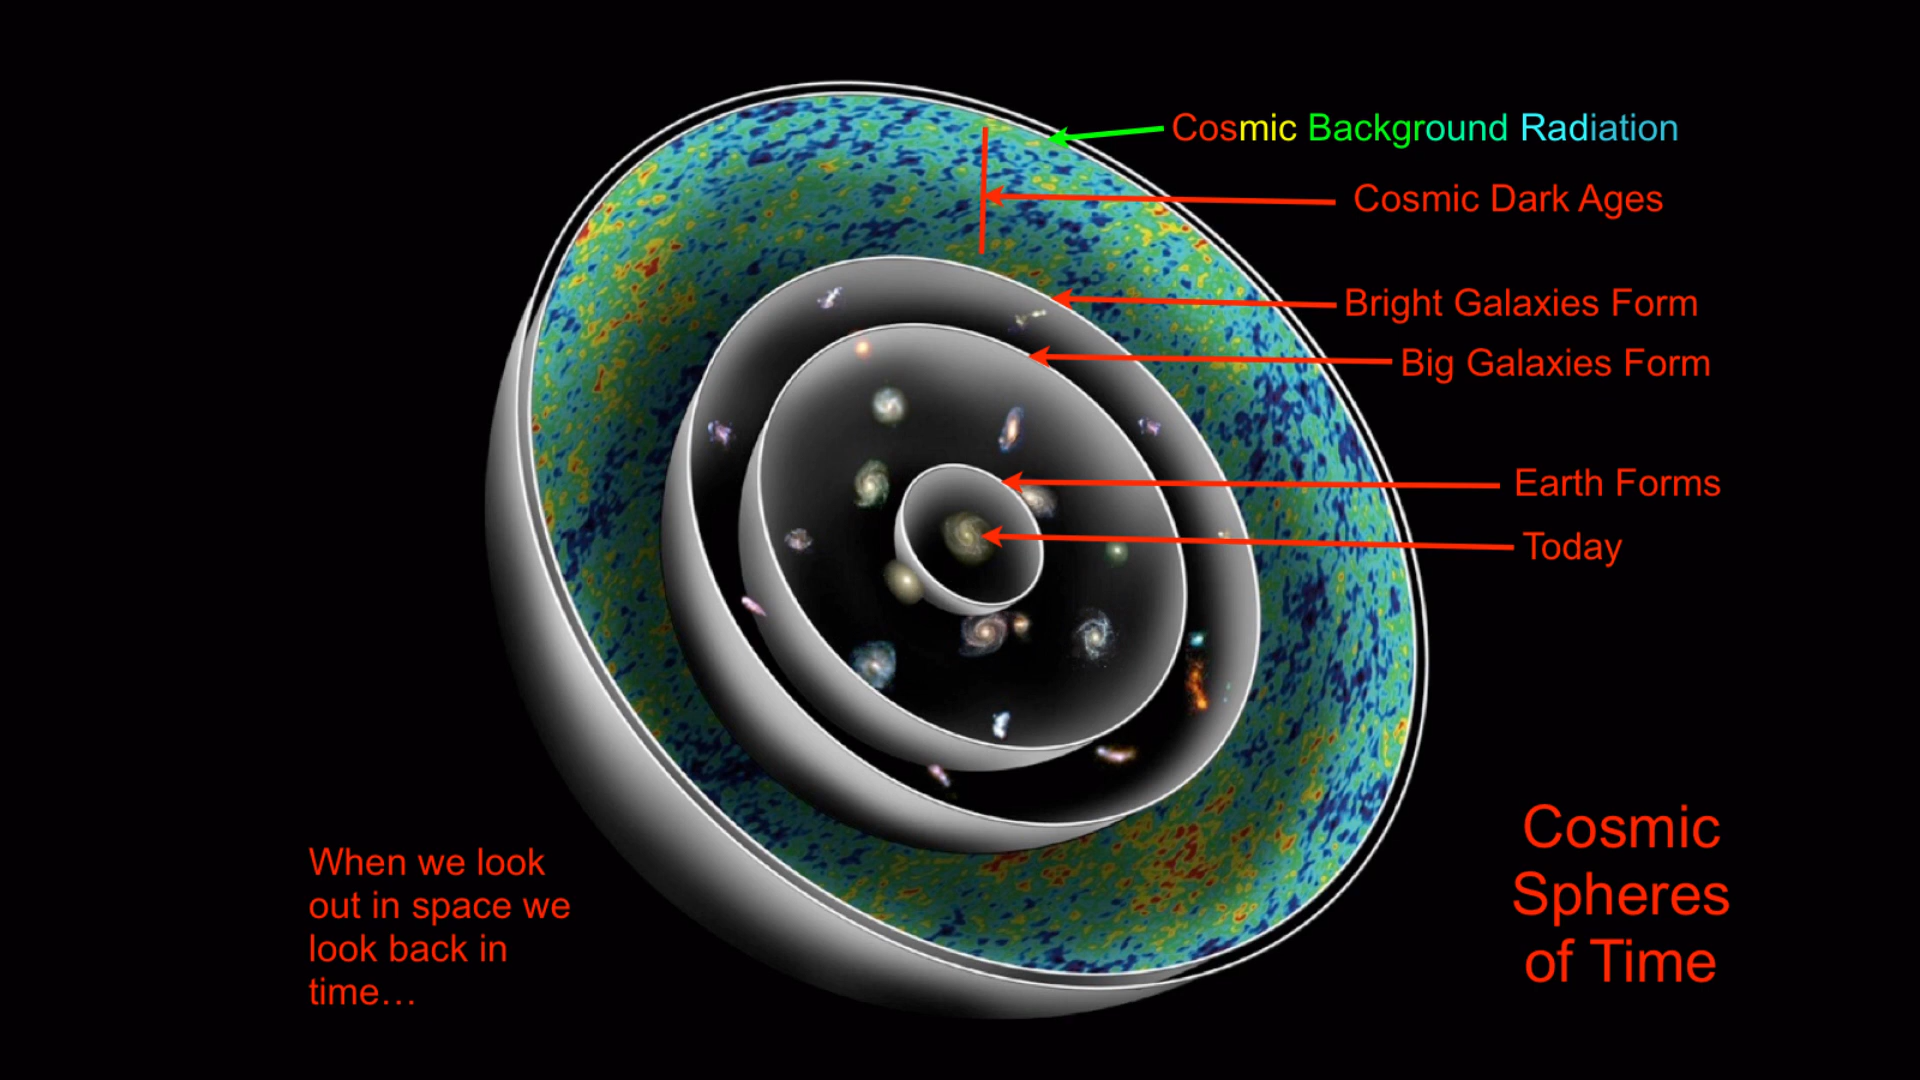 Cosmic Background Radiation
Cosmic Dark Ages
Bright Galaxies Form
Big Galaxies Form
Earth Forms
Today
When we look
out in space we
look back in
time…
Cosmic
Spheres
of Time